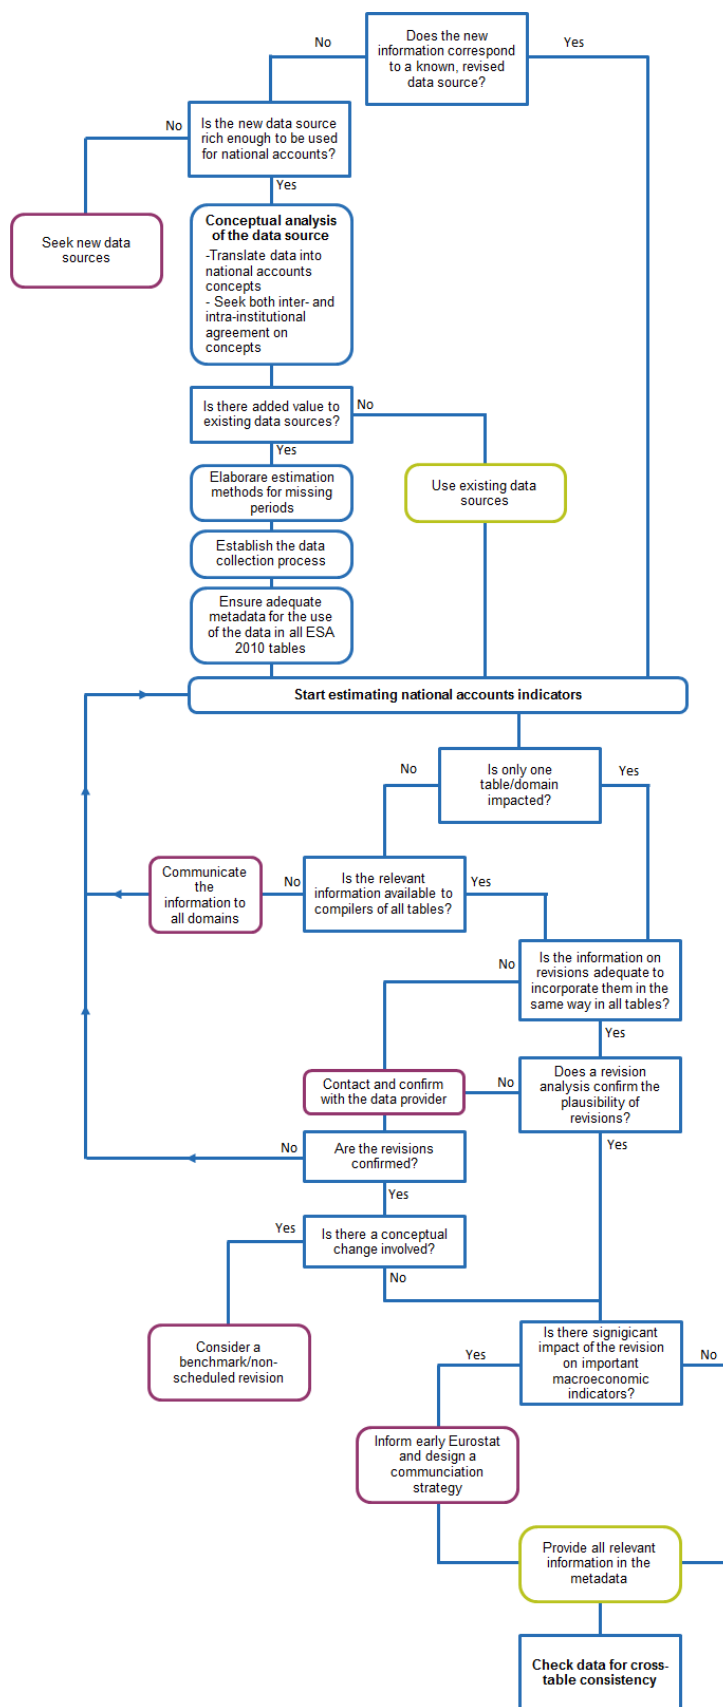 No
Does the new
information correspond
to a known, revised
data source?
Yes
No
Is the new data source
rich enough to be used
for national accounts?
Yes
Seek new data
sources
Conceptual analysis
of the data source
-Translate data into
national accounts
concepts
- Seek both inter- and
intra-institutional
agreement on
concepts
Is there added value to
existing data sources?
No
Yes
Elaborare estimation
methods for missing
periods
Use existing data
sources
Establish the data
collection process
Ensure adequate
metadata for the use
of the data in all ESA
2010 tables
Start estimating national accounts indicators
No
Is only one
table/domain
impacted?
Yes
Communicate
the
information to
all domains
No
Is the relevant
information available to
compilers of all tables?
Yes
No
Is the information on
revisions adequate to
incorporate them in the
same way in all tables?
Yes
Contact and confirm
with the data provider
No
Does a revision
analysis confirm the
plausibility of
revisions?
Yes
No
Are the revisions
confirmed?
Yes
Yes
Is there a conceptual
change involved?
No
Consider a
benchmark/non-
scheduled revision
Yes
Is there signigicant
impact of the revision
on important
macroeconomic
indicators?
No
Inform early Eurostat
and design a
communciation
strategy
Provide all relevant
information in the
metadata
Check data for cross-
table consistency